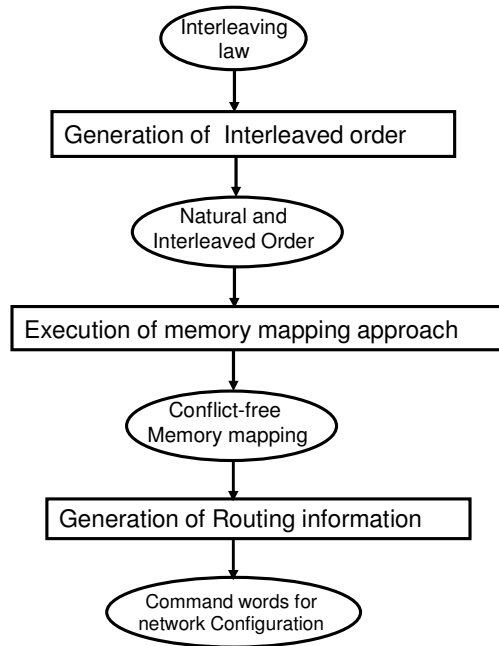 Interleaving
law
Generation of Interleaved order
Natural and
Interleaved Order
Execution of memory mapping approach
Conflict-free
Memory mapping
Generation of Routing information
Command words for
network Configuration